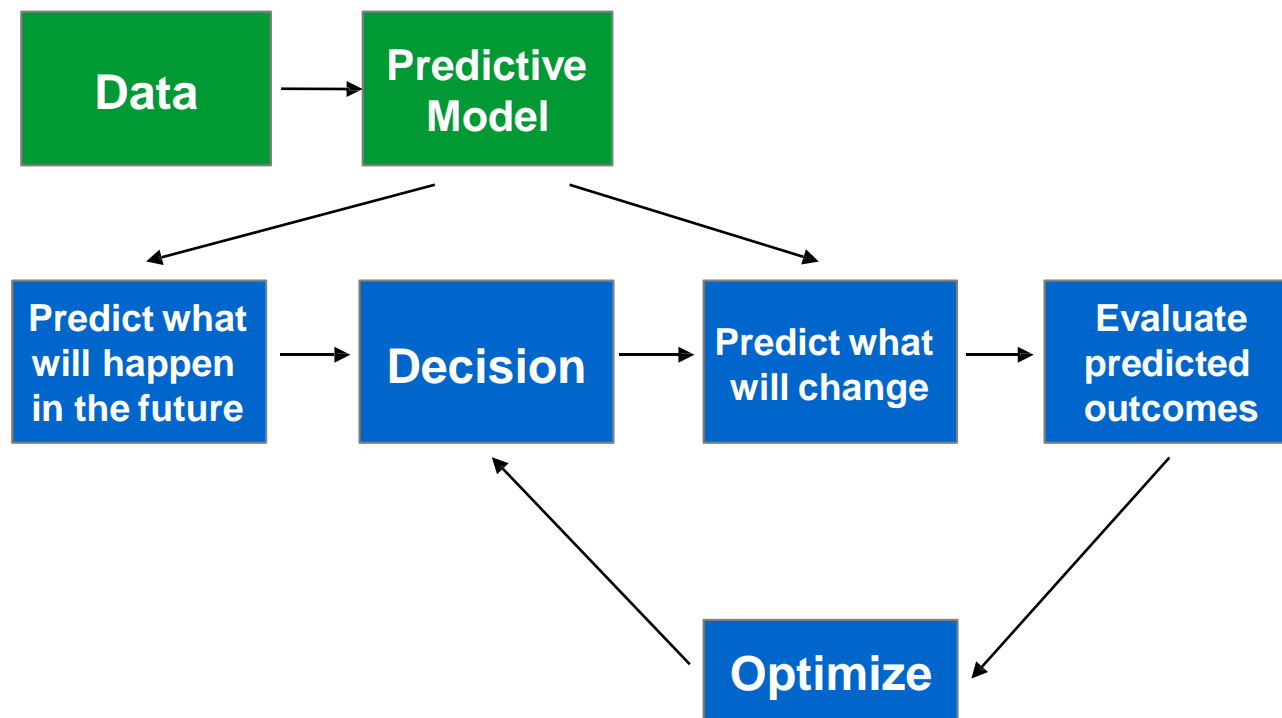 Data
Predictive
Model
Predict what
will happen
in the future
Decision
Predict what
will change
Evaluate
predicted
outcomes
Optimize